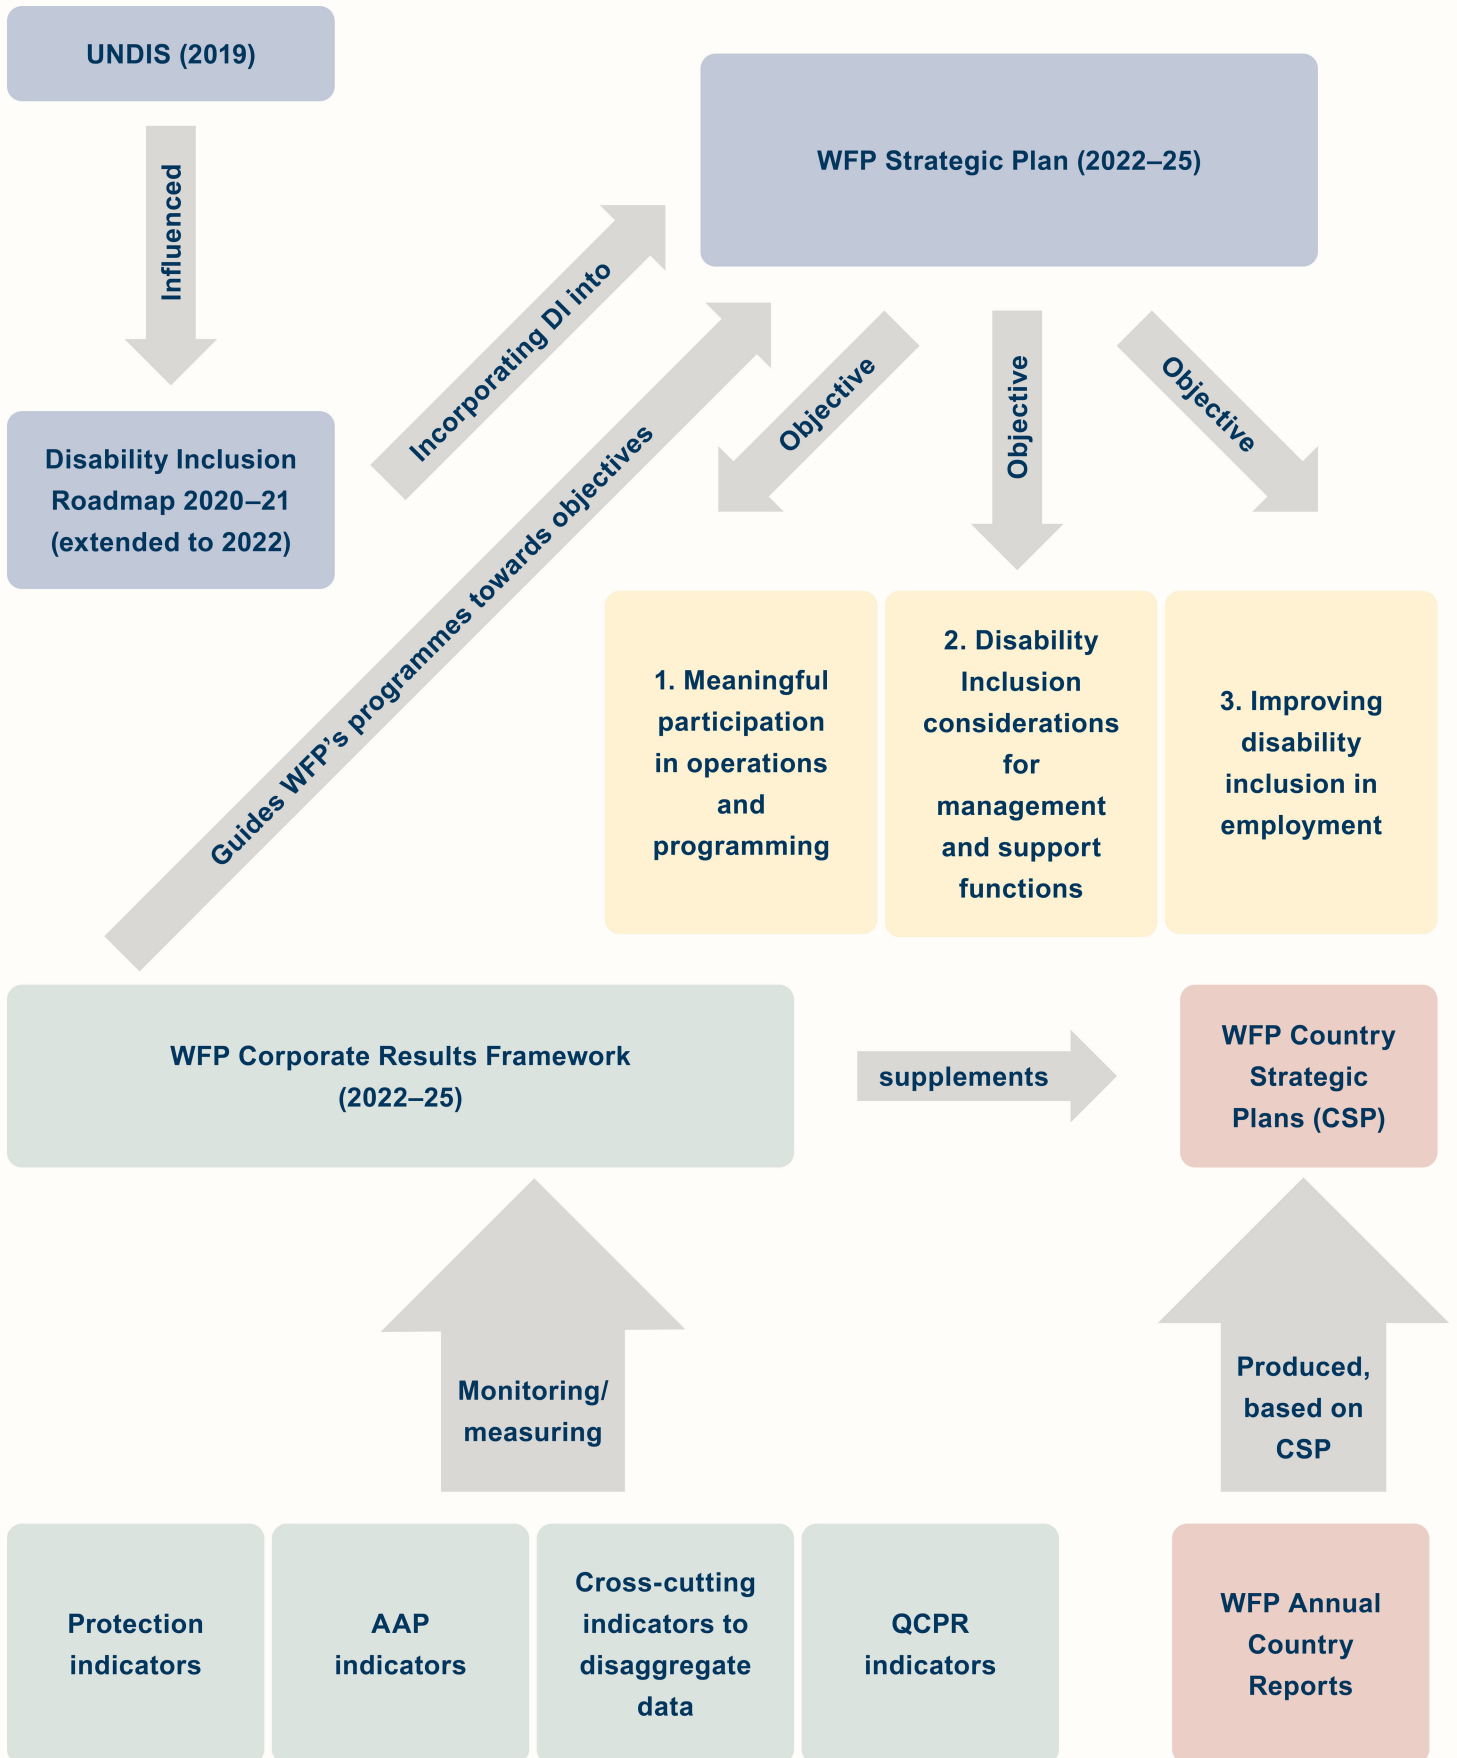 UNDIS (2019)
WFP Strategic Plan (2022–25)
Influenced
Incorporating DI into
Guides WFP’s programmes towards objectives
Objective
Objective
Objective
Disability Inclusion
Roadmap 2020–21
(extended to 2022)
1. Meaningful
participation
in operations
and
programming
2. Disability
Inclusion
considerations
for
management
and support
functions
3. Improving
disability
inclusion in
employment
WFP Corporate Results Framework
(2022–25)
supplements
WFP Country
Strategic
Plans (CSP)
Monitoring/
measuring
Produced,
based on
CSP
Protection
indicators
AAP
indicators
Cross-cutting
indicators to
disaggregate
data
QCPR
indicators
WFP Annual
Country
Reports